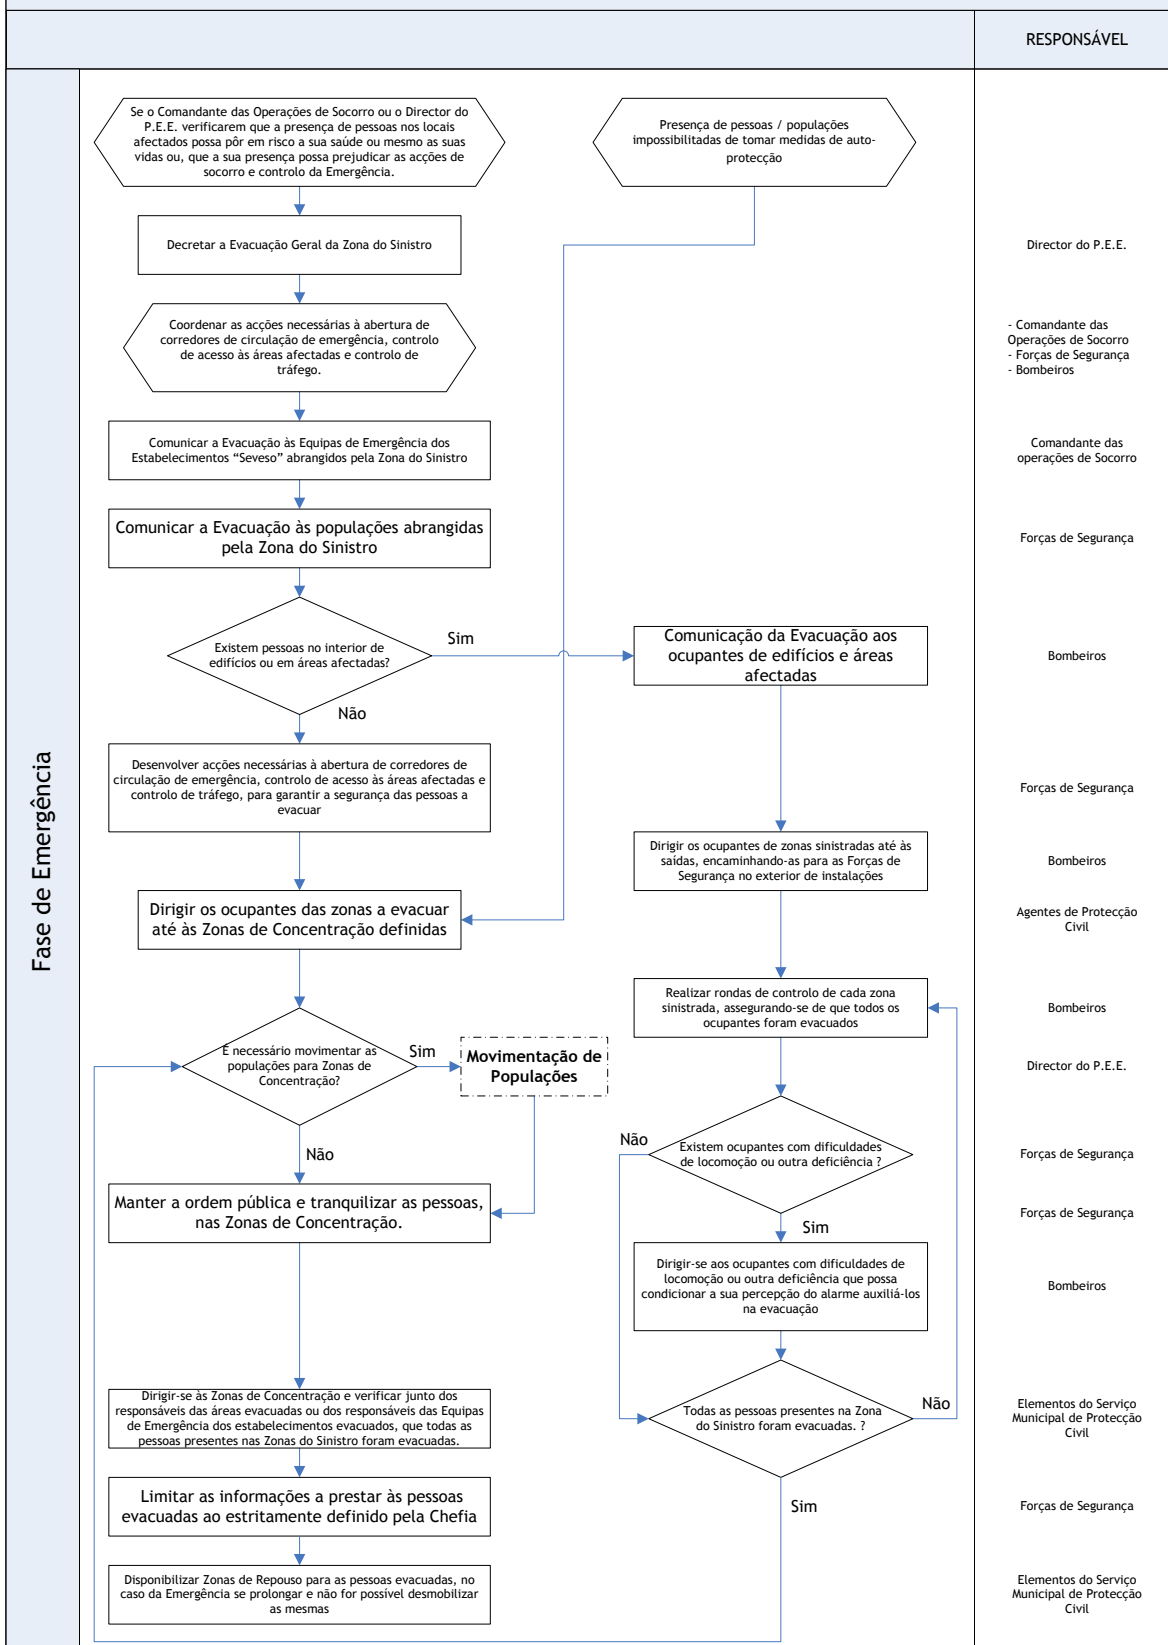 RESPONSÁVEL
Se o Comandante das Operações de Socorro ou o Director do
P.E.E. verificarem que a presença de pessoas nos locais
afectados possa pôr em risco a sua saúde ou mesmo as suas
vidas ou, que a sua presença possa prejudicar as acções de
socorro e controlo da Emergência.
Presença de pessoas / populações
impossibilitadas de tomar medidas de auto-
protecção
Decretar a Evacuação Geral da Zona do Sinistro
Director do P.E.E.
Coordenar as acções necessárias à abertura de
corredores de circulação de emergência, controlo
de acesso às áreas afectadas e controlo de
tráfego.
- Comandante das
Operações de Socorro
- Forças de Segurança
- Bombeiros
Comunicar a Evacuação às Equipas de Emergência dos
Estabelecimentos “Seveso” abrangidos pela Zona do Sinistro
Comandante das
operações de Socorro
Comunicar a Evacuação às populações abrangidas
pela Zona do Sinistro
Forças de Segurança
Existem pessoas no interior de
edifícios ou em áreas afectadas?
Sim
Não
Comunicação da Evacuação aos
ocupantes de edifícios e áreas
afectadas
Bombeiros
Fase de Emergência
Desenvolver acções necessárias à abertura de corredores de
circulação de emergência, controlo de acesso às áreas afectadas e
controlo de tráfego, para garantir a segurança das pessoas a
evacuar
Forças de Segurança
Dirigir os ocupantes de zonas sinistradas até às
saídas, encaminhando-as para as Forças de
Segurança no exterior de instalações
Bombeiros
Dirigir os ocupantes das zonas a evacuar
até às Zonas de Concentração definidas
Agentes de Protecção
Civil
Realizar rondas de controlo de cada zona
sinistrada, assegurando-se de que todos os
ocupantes foram evacuados
Bombeiros
É necessário movimentar as
populações para Zonas de
Concentração?
Sim
Não
Movimentação de
Populações
Director do P.E.E.
Existem ocupantes com dificuldades
de locomoção ou outra deficiência ?
Não
Sim
Forças de Segurança
Manter a ordem pública e tranquilizar as pessoas,
nas Zonas de Concentração.
Forças de Segurança
Dirigir-se aos ocupantes com dificuldades de
locomoção ou outra deficiência que possa
condicionar a sua percepção do alarme auxiliá-los
na evacuação
Bombeiros
Dirigir-se às Zonas de Concentração e verificar junto dos
responsáveis das áreas evacuadas ou dos responsáveis das Equipas
de Emergência dos estabelecimentos evacuados, que todas as
pessoas presentes nas Zonas do Sinistro foram evacuadas.
Todas as pessoas presentes na Zona
do Sinistro foram evacuadas. ?
Não
Sim
Elementos do Serviço
Municipal de Protecção
Civil
Limitar as informações a prestar às pessoas
evacuadas ao estritamente definido pela Chefia
Forças de Segurança
Disponibilizar Zonas de Repouso para as pessoas evacuadas, no
caso da Emergência se prolongar e não for possível desmobilizar
as mesmas
Elementos do Serviço
Municipal de Protecção
Civil